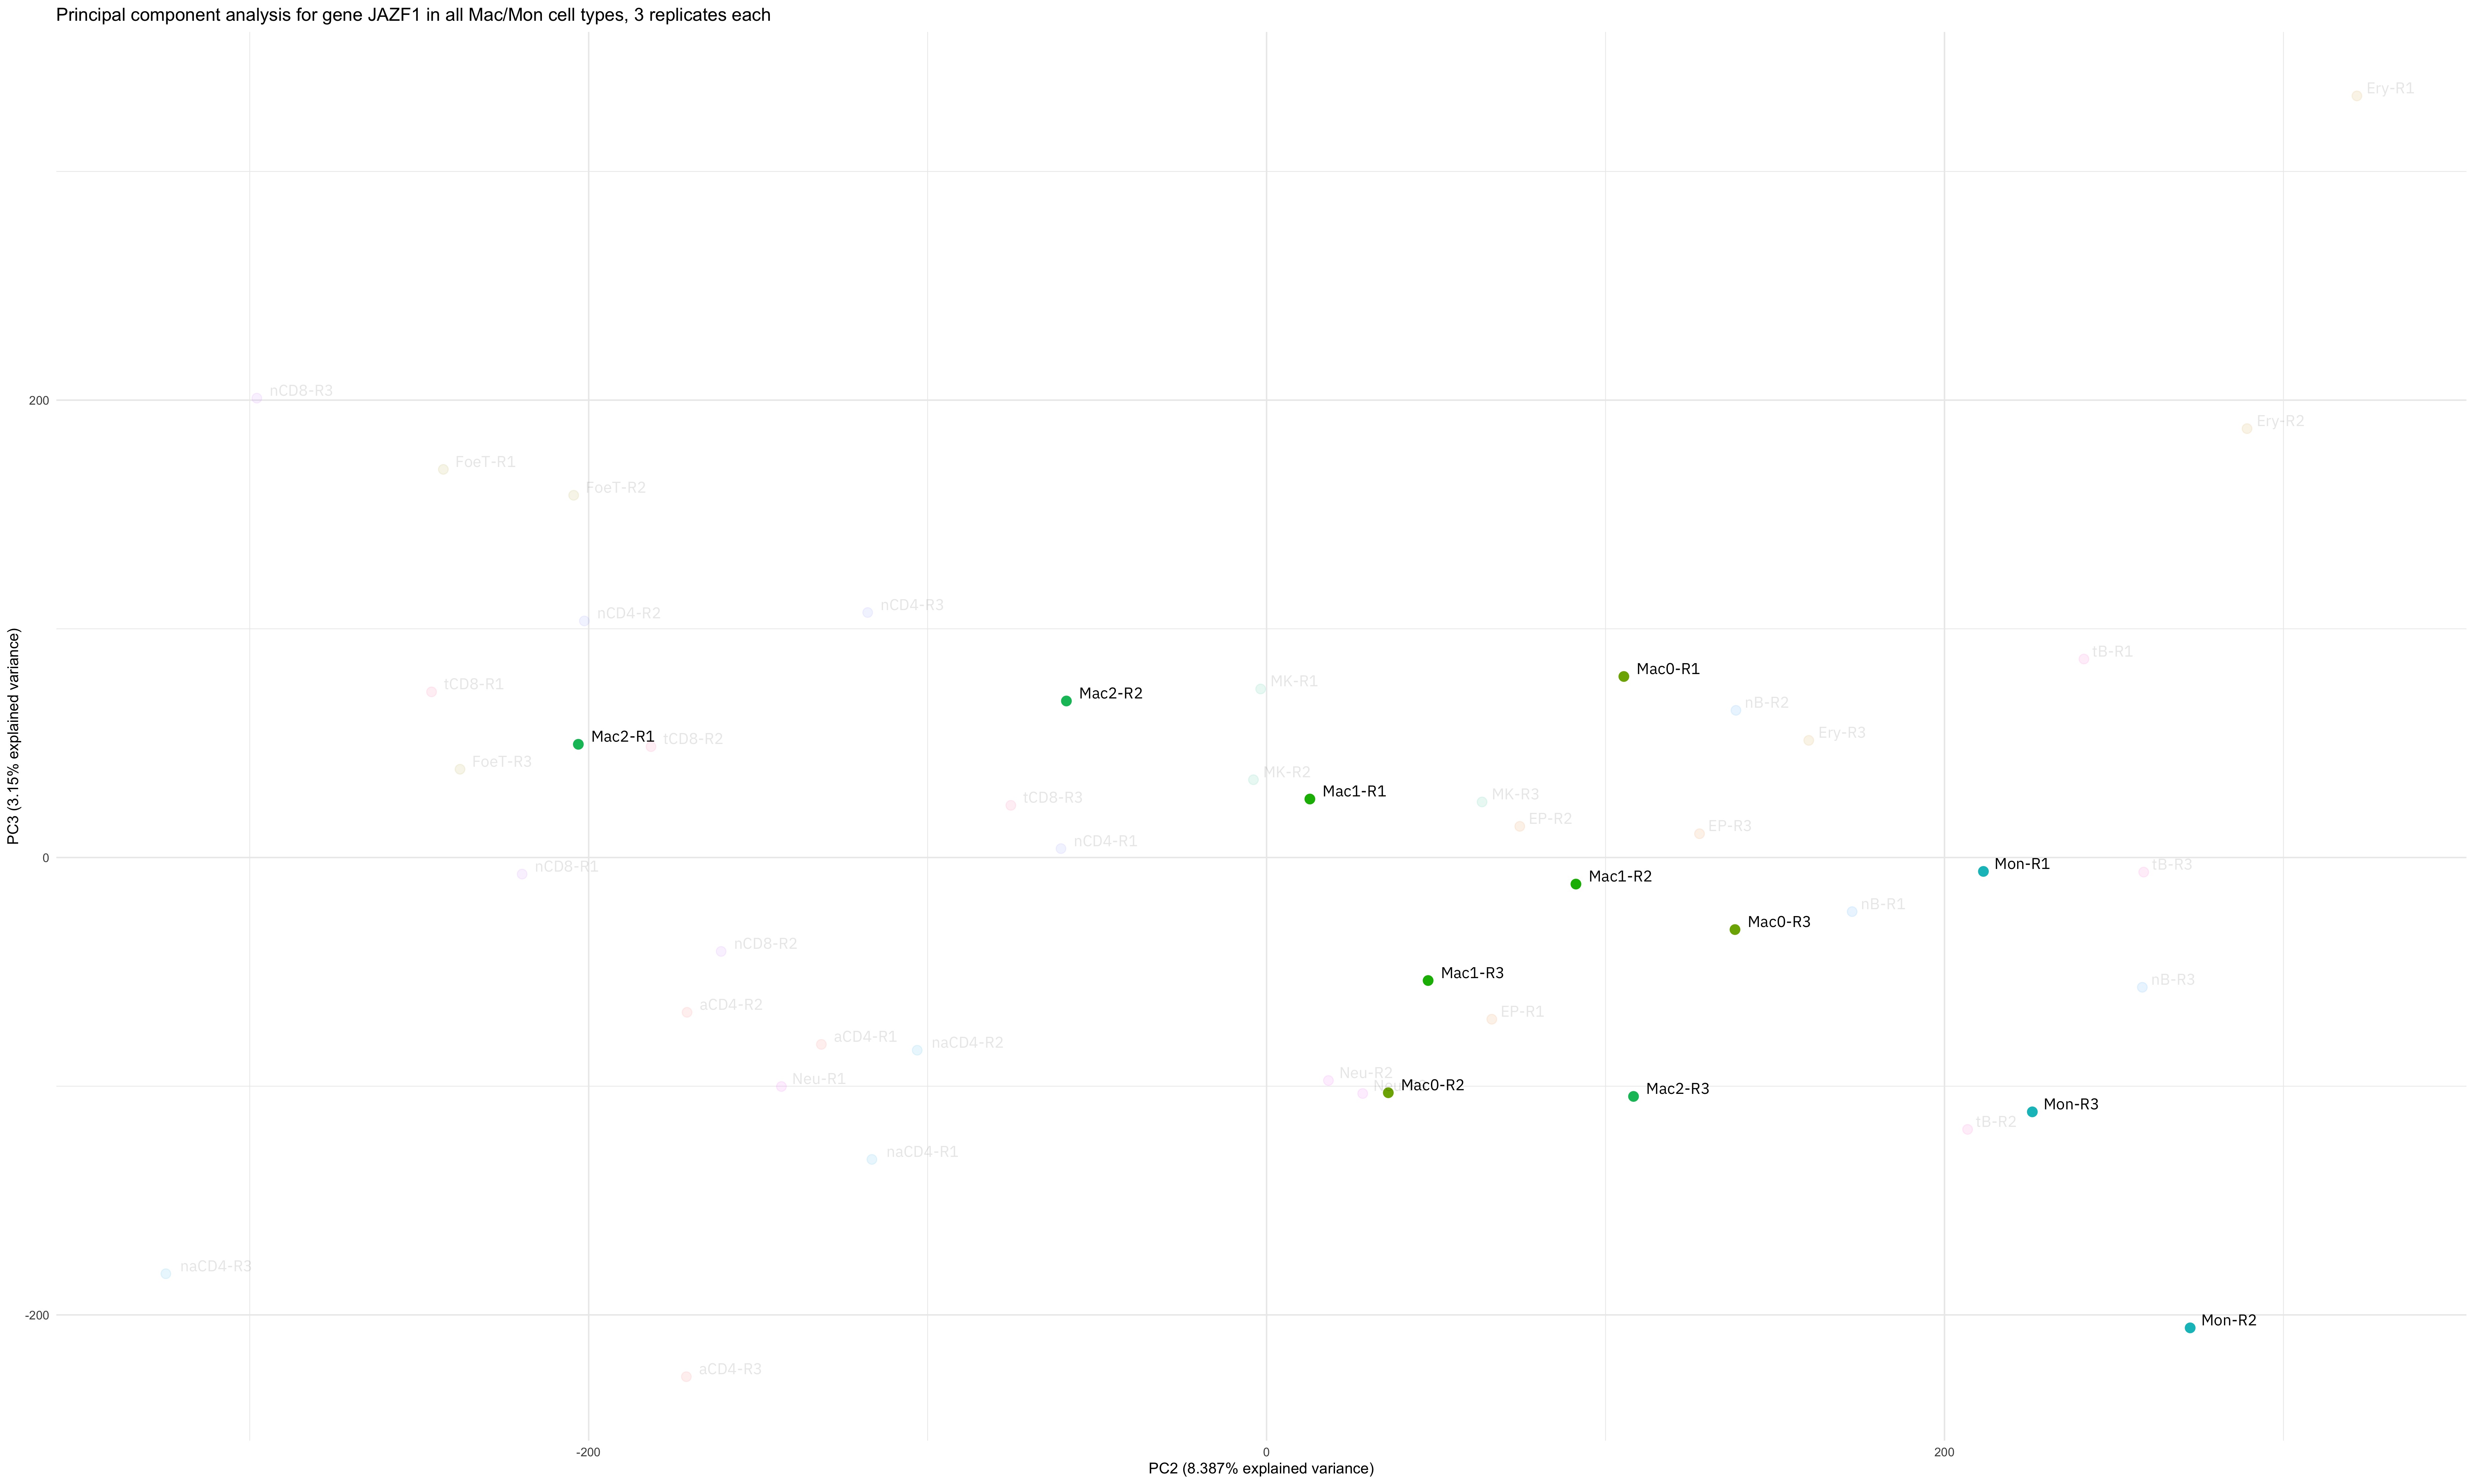 Principal component analysis for gene JAZF1 in all Mac/Mon cell types, 3 replicates each
Ery-R1
200
nCD8-R3
Ery-R2
FoeT-R1
FoeT-R2
nCD4-R2
nCD4-R3
tB-R1
Mac0-R1
tCD8-R1
MK-R1
Mac2-R2
nB-R2
Mac2-R1
tCD8-R2
Ery-R3
FoeT-R3
MK-R2
Mac1-R1
MK-R3
tCD8-R3
EP-R2
EP-R3
nCD4-R1
PC3 (3.15% explained variance)
0
nCD8-R1
Mon-R1
tB-R3
Mac1-R2
nB-R1
Mac0-R3
nCD8-R2
Mac1-R3
nB-R3
aCD4-R2
EP-R1
aCD4-R1
naCD4-R2
Neu-R1
Neu-R2
Mac0-R2
Mac2-R3
Mon-R3
tB-R2
naCD4-R1
naCD4-R3
-200
Mon-R2
aCD4-R3
-200
0
200
PC2 (8.387% explained variance)